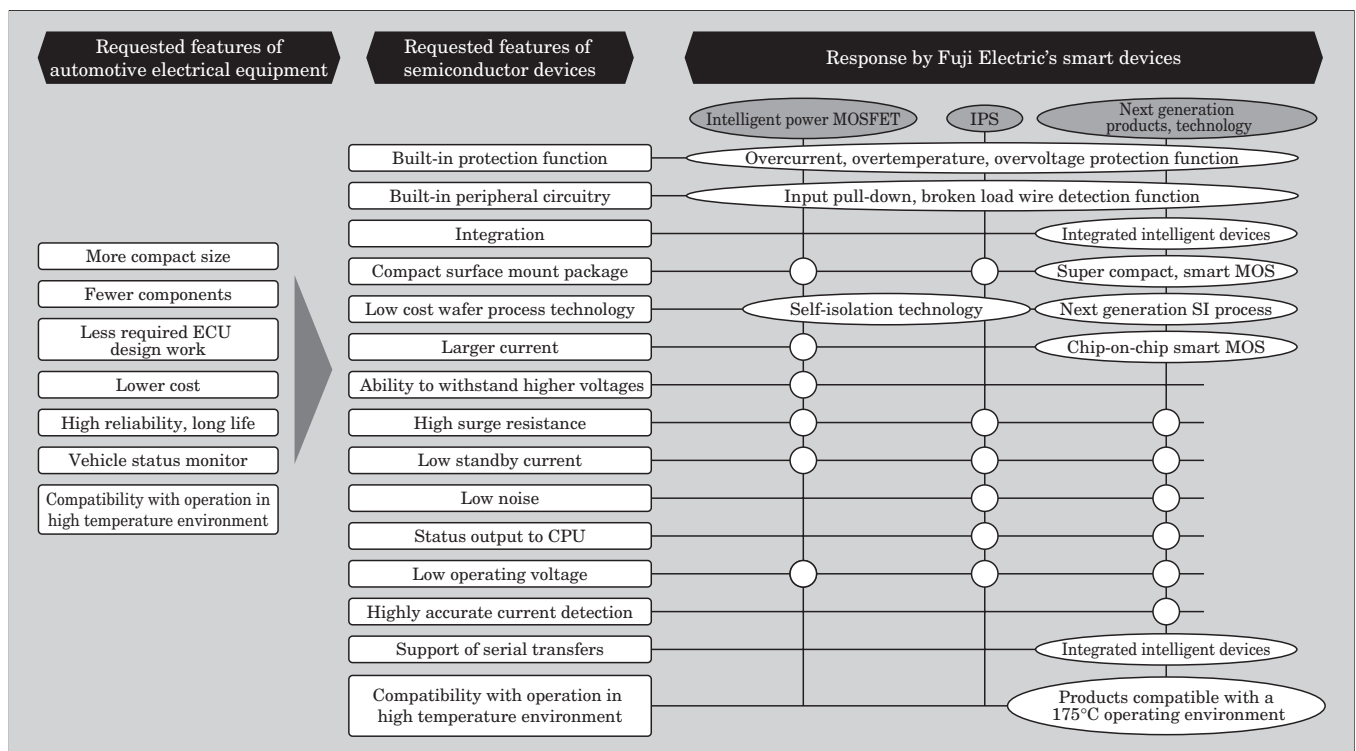 Requested features of
automotive electrical equipment
Requested features of
semiconductor devices
Response by Fuji Electric's smart devices
Intelligent power MOSFET
IPS
Next generation
products, technology
More compact size
Fewer components
Less required ECU
design work
Lower cost
High reliability, long life
Vehicle status monitor
Compatibility with operation in
high temperature environment
Built-in protection function
Overcurrent, overtemperature, overvoltage protection function
Built-in peripheral circuitry
Input pull-down, broken load wire detection function
Integration
Integrated intelligent devices
Compact surface mount package
Super compact, smart MOS
Low cost wafer process technology
Self-isolation technology
Next generation SI process
Larger current
Chip-on-chip smart MOS
Ability to withstand higher voltages
High surge resistance
Low standby current
Low noise
Status output to CPU
Low operating voltage
Highly accurate current detection
Support of serial transfers
Integrated intelligent devices
Compatibility with operation in
high temperature environment
Products compatible with a
175°C operating environment